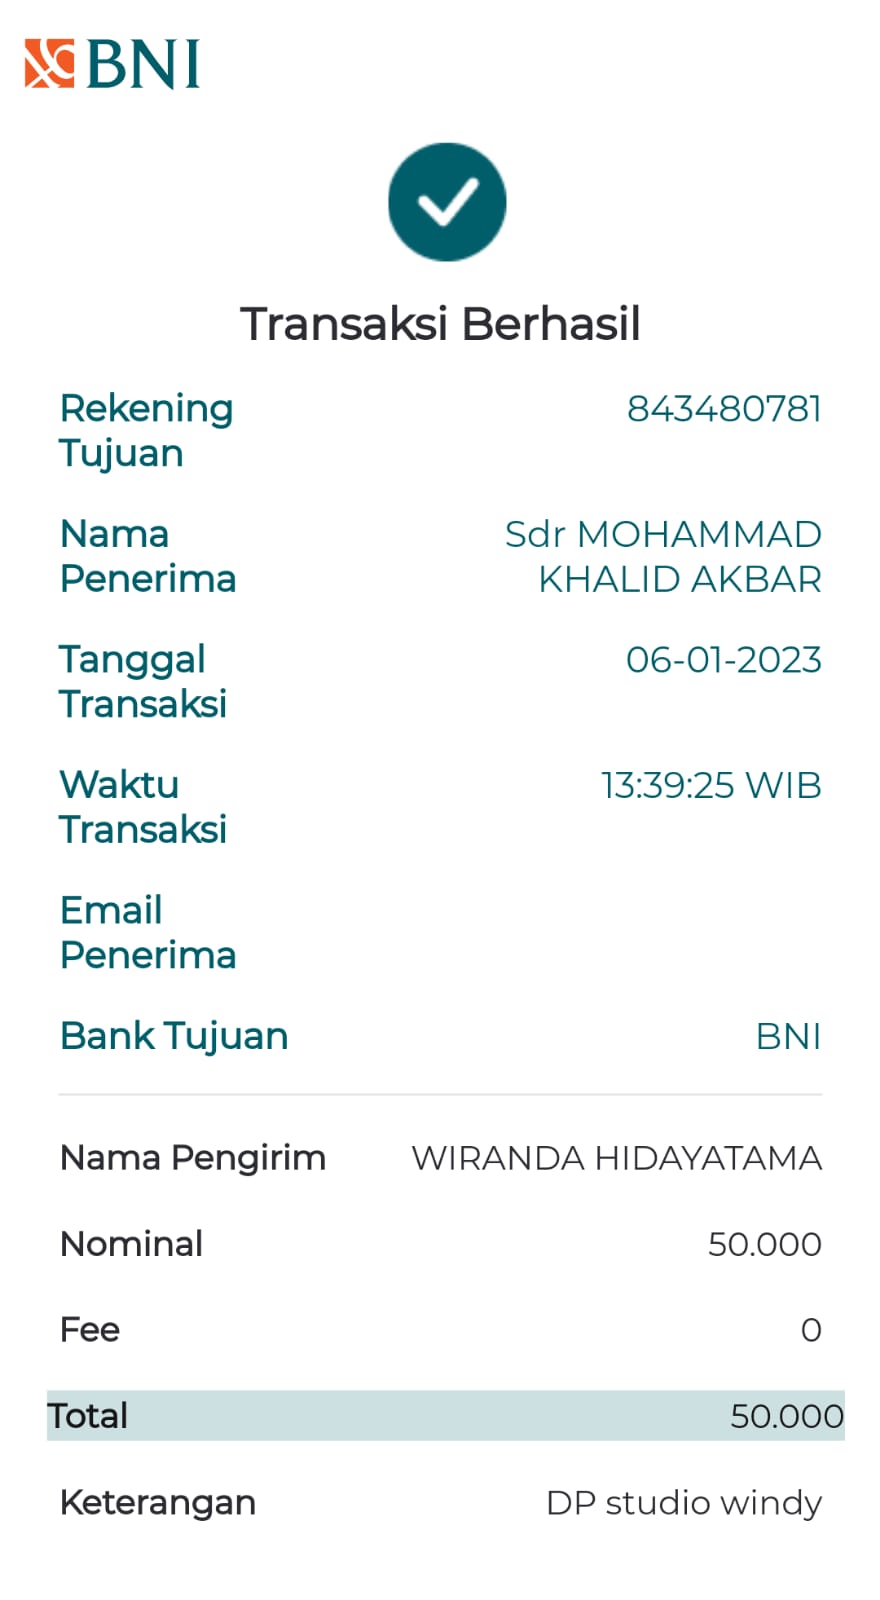 BNI
Transaksi Berhasil
Rekening Tujuan 843480781
Nama Penerima Sdr MOHAMMAD KHALID AKBAR
Tanggal Transaksi 06-01-2023
Waktu Transaksi 13:39:25 WIB
Email Penerima
Bank Tujuan BNI
Nama Pengirim WIRANDA HIDAYATAMA
Nominal 50.000
Fee 0
Total 50.000
Keterangan DP studio windy